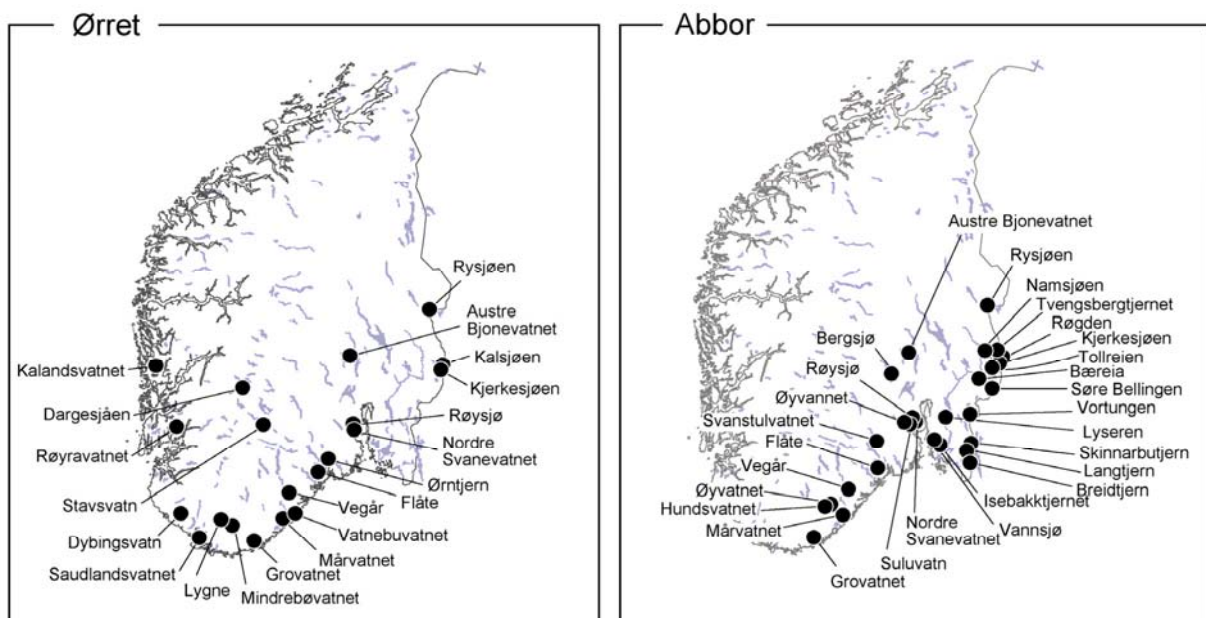 Ørret
Rysjøen
Austre
Bjonevatnet
Kalsjøen
Kjerkesjøen
Røysjø
Nordre
Svanevatnet
Ørntjern
Flåte
Vegår
Vatnebuvatnet
Mårvatnet
Grovatnet
Mindrebøvatnet
Lygne
Saudlandsvatnet
Dybingsvatn
Stavsvatn
Røyravatnet
Dargesjåen
Kalandsvatnet
Abbor
Austre Bjonevatnet
Rysjøen
Namsjøen
Tvengsbergtjernet
Røgden
Kjerkesjøen
Tollreien
Bæreia
Søre Bellingen
Vortungen
Lyseren
Skinnarbutjern
Langtjern
Breidtjern
Isebakktjernet
Vannsjø
Nordre
Svanevatnet
Suluvatn
Grovatnet
Mårvatnet
Hundsvatnet
Øyvatnet
Vegår
Flåte
Svanstulvatnet
Øyvannet
Røysjø
Bergsjø